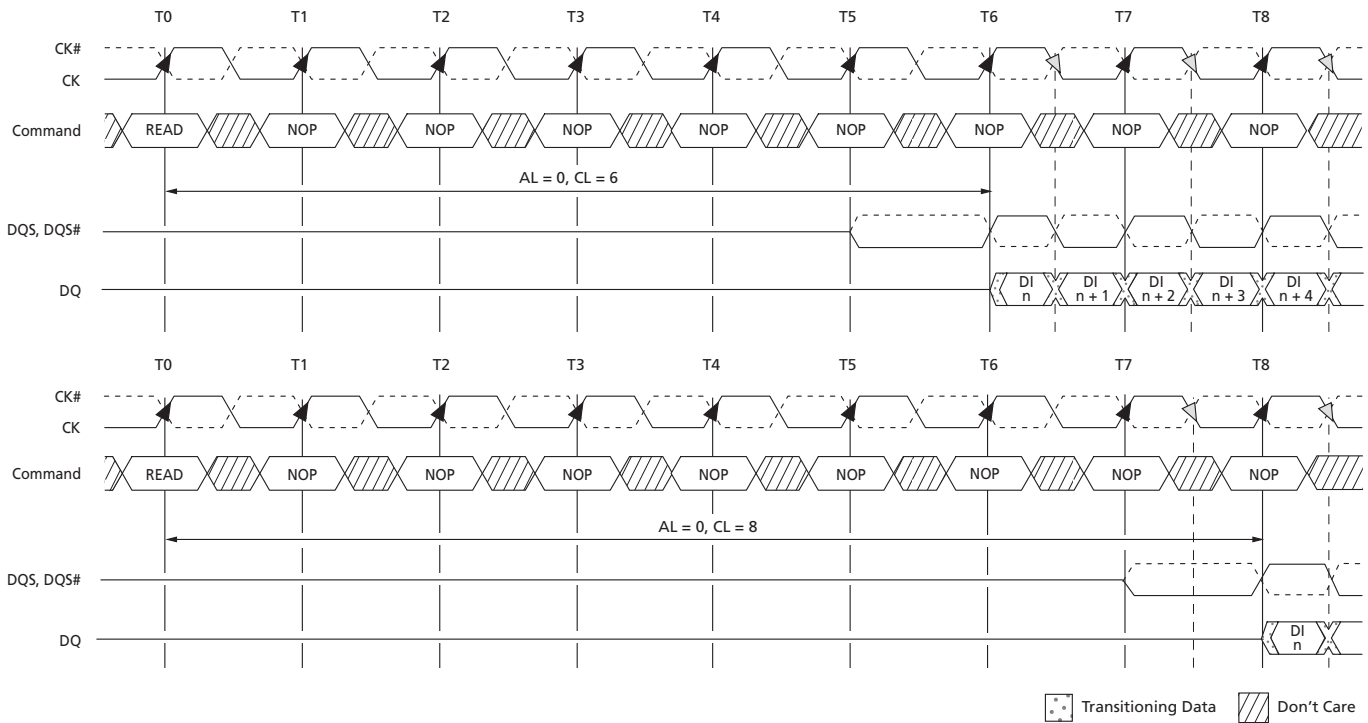 T0 T1 T2 T3 T4 T5 T6 T7 T8
CK#
CK
Command READ NOP NOP NOP NOP NOP NOP NOP NOP
AL = 0, CL = 6
DQS, DQS#
DQ DI n DI n + 1 DI n + 2 DI n + 3 DI n + 4
T0 T1 T2 T3 T4 T5 T6 T7 T8
CK#
CK
Command READ NOP NOP NOP NOP NOP NOP NOP NOP
AL = 0, CL = 8
DQS, DQS#
DQ DI n
Transitioning Data Don't Care